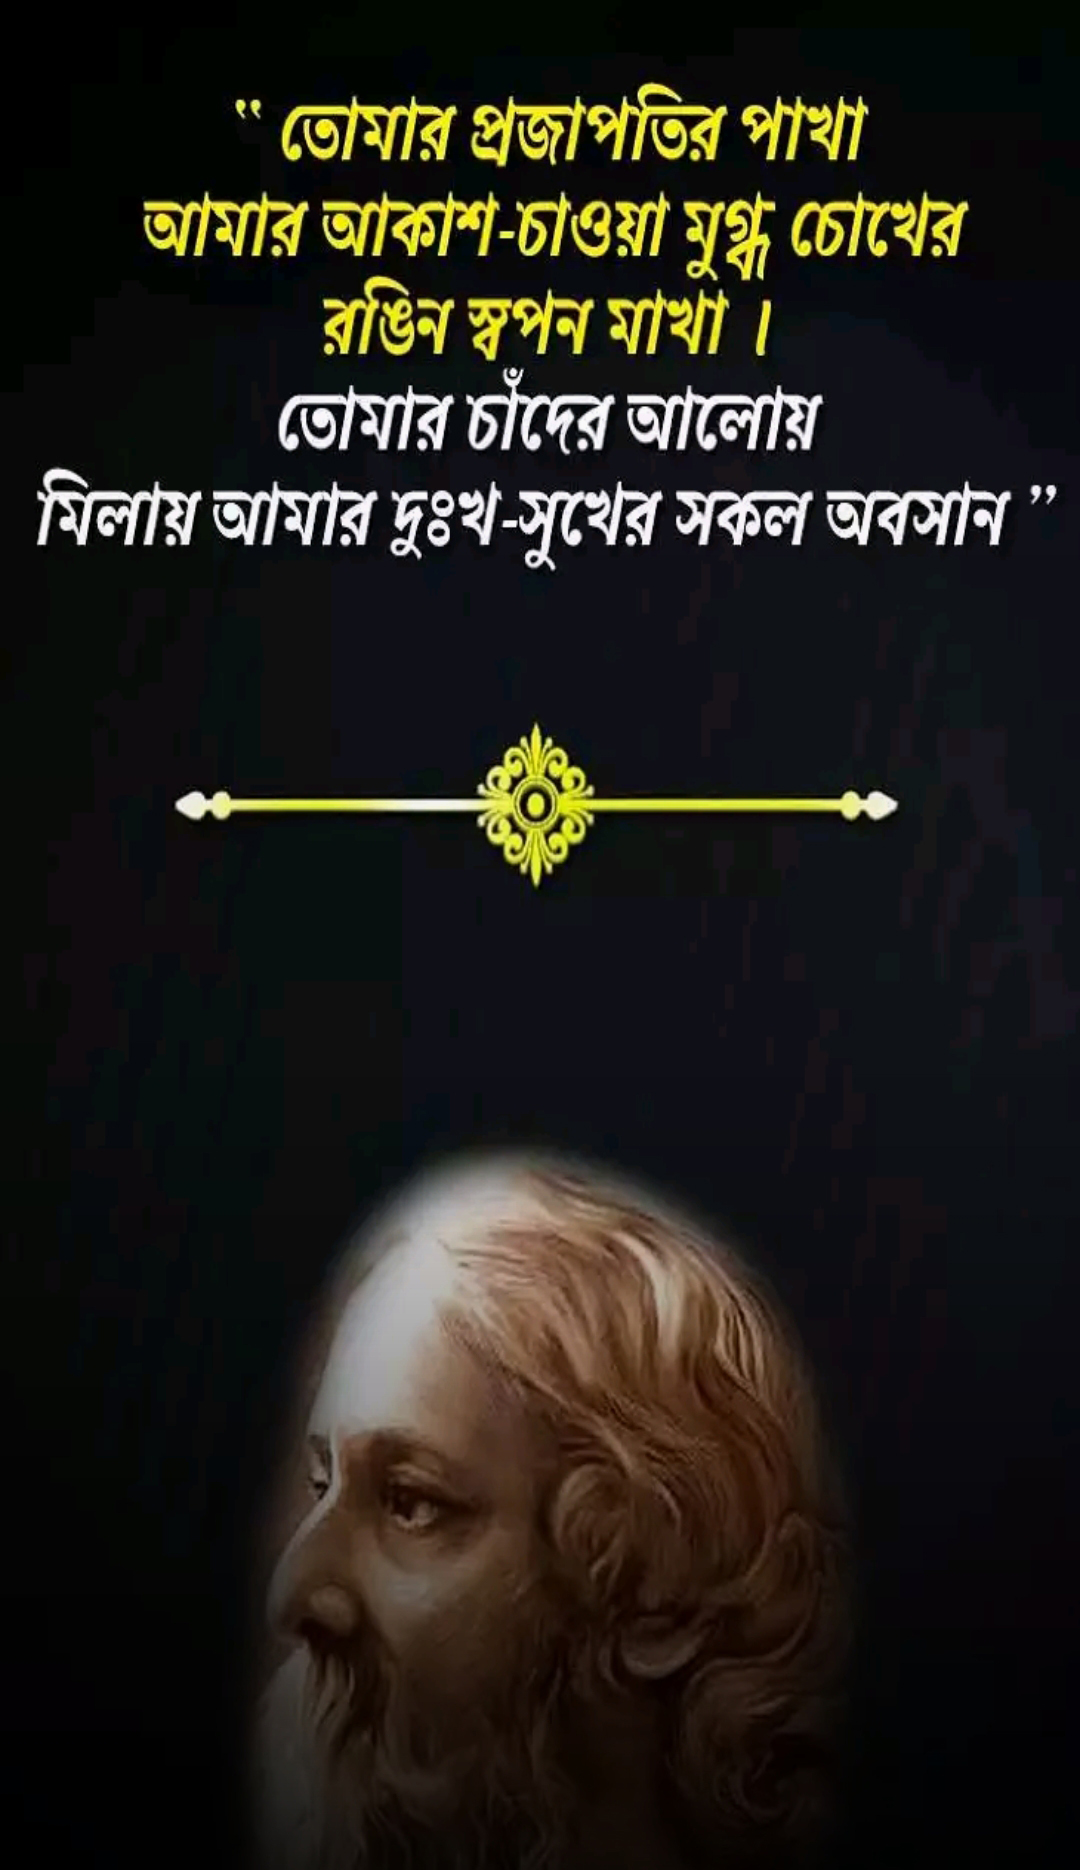 “ তোমার প্রজাপতির পাখা
আমার আকাশ-চাওয়া মুগ্ধ চোখের
রঙিন স্বপন মাখা ।
তোমার চাঁদের আলোয়
মিলায় আমার দুঃখ-সুখের সকল অবসান ”